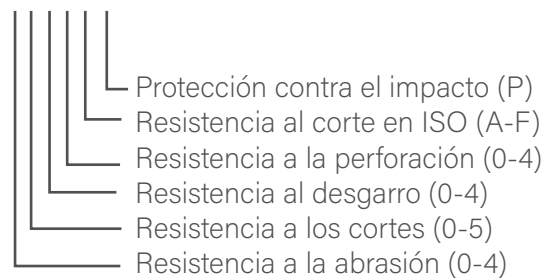 Protección contra el impacto (P)
Resistencia al corte en ISO (A-F)
Resistencia a la perforación (0-4)
Resistencia al desgarro (0-4)
Resistencia a los cortes (0-5)
Resistencia a la abrasión (0-4)